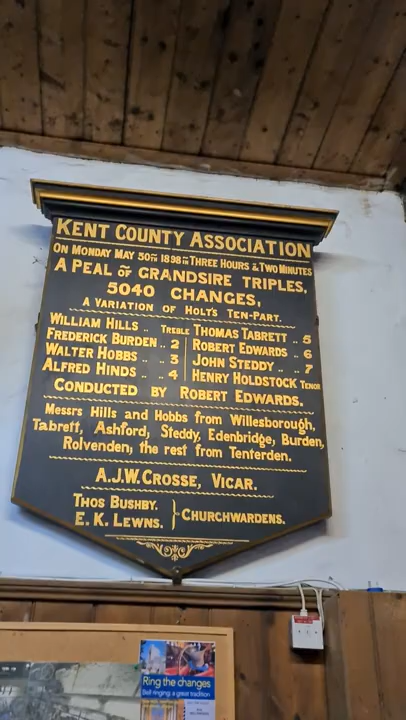 KENT COUNTY ASSOCIATION
ON MONDAY MAY 30TH 1898 IN THREE HOURS & TWO MINUTES
A PEAL OF GRANDSIRE TRIPLES,
5040 CHANGES,
A VARIATION OF HOLT'S TEN-PART.
WILLIAM HILLS .. TREBLE THOMAS TABRETT .. 5
FREDERICK BURDEN .. 2 ROBERT EDWARDS .. 6
WALTER HOBBS .. 3 JOHN STEDDY .. .. 7
ALFRED HINDS .. 4 HENRY HOLDSTOCK TENOR
CONDUCTED BY ROBERT EDWARDS.
Messrs Hills and Hobbs from Willesborough,
Tabrett, Ashford, Steddy, Edenbridge; Burden,
Rolvenden; the rest from Tenterden.
A.J.W. CROSSE, VICAR.
THOS BUSHBY.
E. K. LEWNS. } CHURCHWARDENS.
Ring the changes
Bell ringing: a great tradition